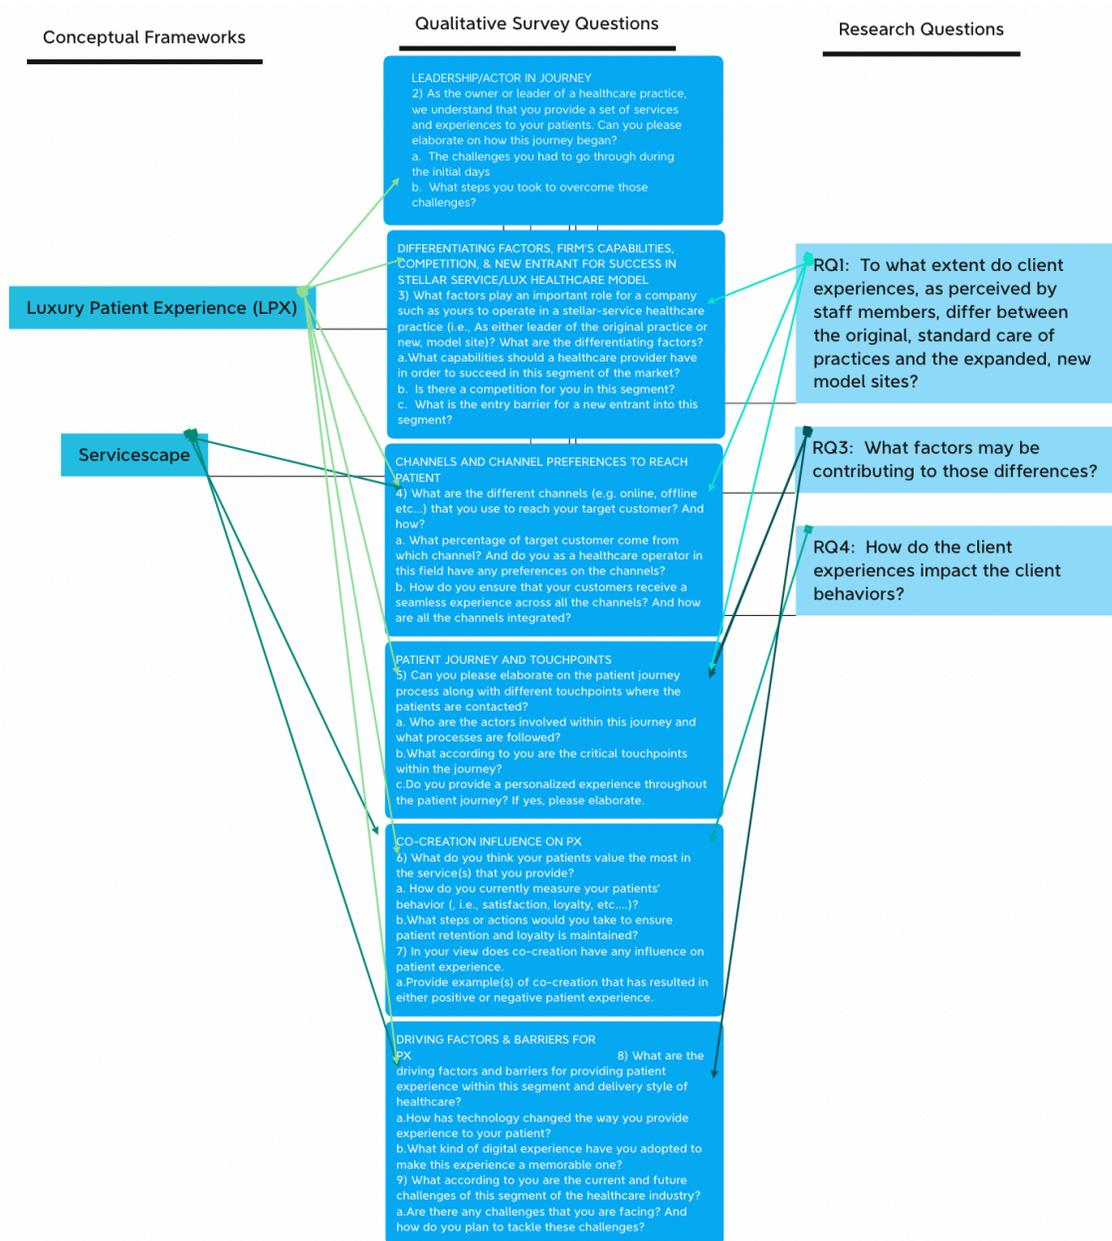 Conceptual Frameworks
Qualitative Survey Questions
Research Questions
Luxury Patient Experience (LPX)
Servicescape
LEADERSHIP/ACTOR IN JOURNEY
2) As the owner or leader of a healthcare practice,
we understand that you provide a set of services
and experiences to your patients. Can you please
elaborate on how this journey began?
a.  The challenges you had to go through during
the initial days
b.  What steps you took to overcome those
challenges?
DIFFERENTIATING FACTORS, FIRM'S CAPABILITIES,
COMPETITION, & NEW ENTRANT FOR SUCCESS IN
STELLAR SERVICE/LUX HEALTHCARE MODEL
3) What factors play an important role for a company
such as yours to operate in a stellar-service healthcare
practice (i.e., As either leader of the original practice or
new, model site)? What are the differentiating factors?
a.What capabilities should a healthcare provider have
in order to succeed in this segment of the market?
b.  Is there a competition for you in this segment?
c.  What is the entry barrier for a new entrant into this
segment?
CHANNELS AND CHANNEL PREFERENCES TO REACH
PATIENT
4) What are the different channels (e.g. online, offline
etc...) that you use to reach your target customer? And
how?
a. What percentage of target customer come from
which channel? And do you as a healthcare operator in
this field have any preferences on the channels?
b. How do you ensure that your customers receive a
seamless experience across all the channels? And how
are all the channels integrated?
PATIENT JOURNEY AND TOUCHPOINTS
5) Can you please elaborate on the patient journey
process along with different touchpoints where the
patients are contacted?
a. Who are the actors involved within this journey and
what processes are followed?
b.What according to you are the critical touchpoints
within the journey?
c.Do you provide a personalized experience throughout
the patient journey? If yes, please elaborate.
CO-CREATION INFLUENCE ON PX
6) What do you think your patients value the most in
the service(s) that you provide?
a. How do you currently measure your patients'
behavior (, i.e., satisfaction, loyalty, etc....)?
b.What steps or actions would you take to ensure
patient retention and loyalty is maintained?
7) In your view does co-creation have any influence on
patient experience.
a.Provide example(s) of co-creation that has resulted in
either positive or negative patient experience.
DRIVING FACTORS & BARRIERS FOR
PX 8) What are the
driving factors and barriers for providing patient
experience within this segment and delivery style of
healthcare?
a.How has technology changed the way you provide
experience to your patient?
b.What kind of digital experience have you adopted to
make this experience a memorable one?
9) What according to you are the current and future
challenges of this segment of the healthcare industry?
a.Are there any challenges that you are facing? And
how do you plan to tackle these challenges?
RQ1:  To what extent do client
experiences, as perceived by
staff members, differ between
the original, standard care of
practices and the expanded, new
model sites?
RQ3:  What factors may be
contributing to those differences?
RQ4:  How do the client
experiences impact the client
behaviors?